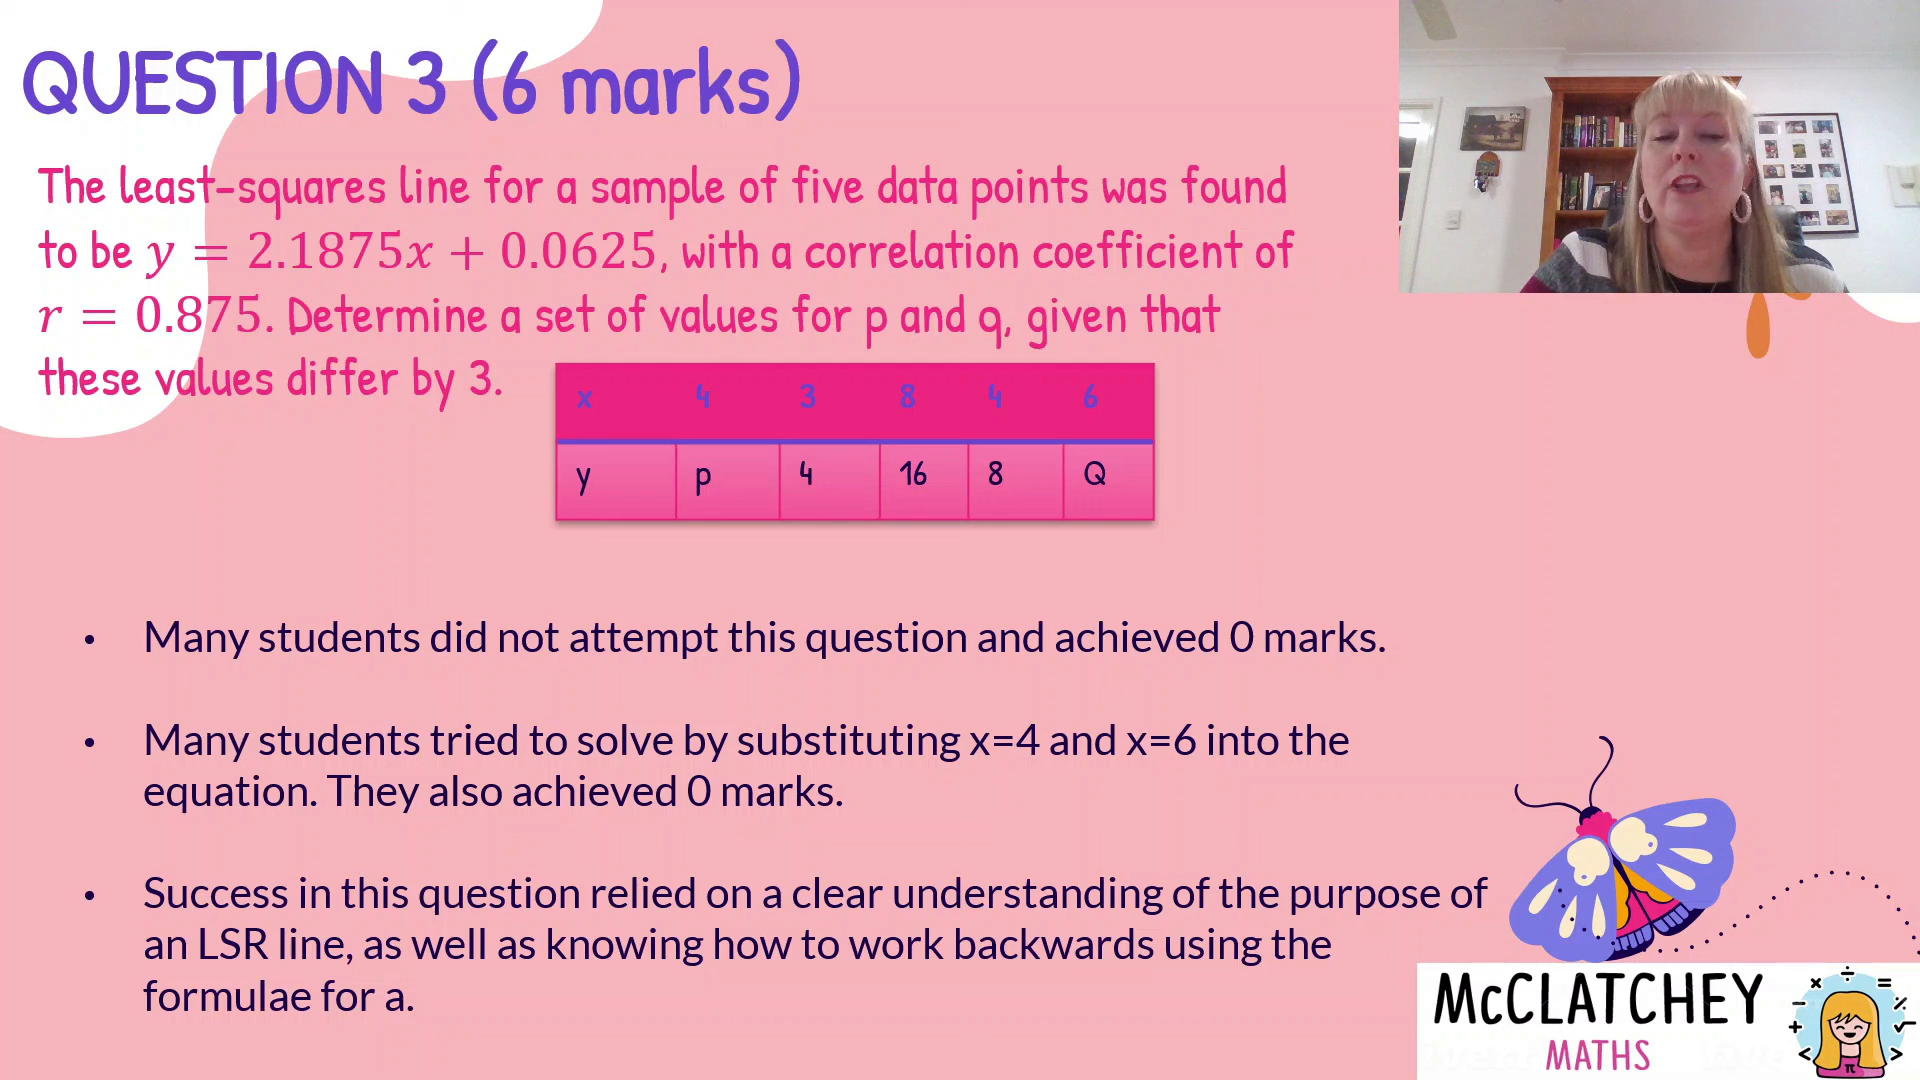 QUESTION 3 (6 marks)
The least-squares line for a sample of five data points was found
to be y = 2.1875x + 0.0625, with a correlation coefficient of
r = 0.875. Determine a set of values for p and q, given that
these values differ by 3.
x 4 3 8 4 6
y p 4 16 8 Q
• Many students did not attempt this question and achieved 0 marks.
• Many students tried to solve by substituting x=4 and x=6 into the
equation. They also achieved 0 marks.
• Success in this question relied on a clear understanding of the purpose of
an LSR line, as well as knowing how to work backwards using the
formulae for a.
McCLATCHEY
MATHS
π